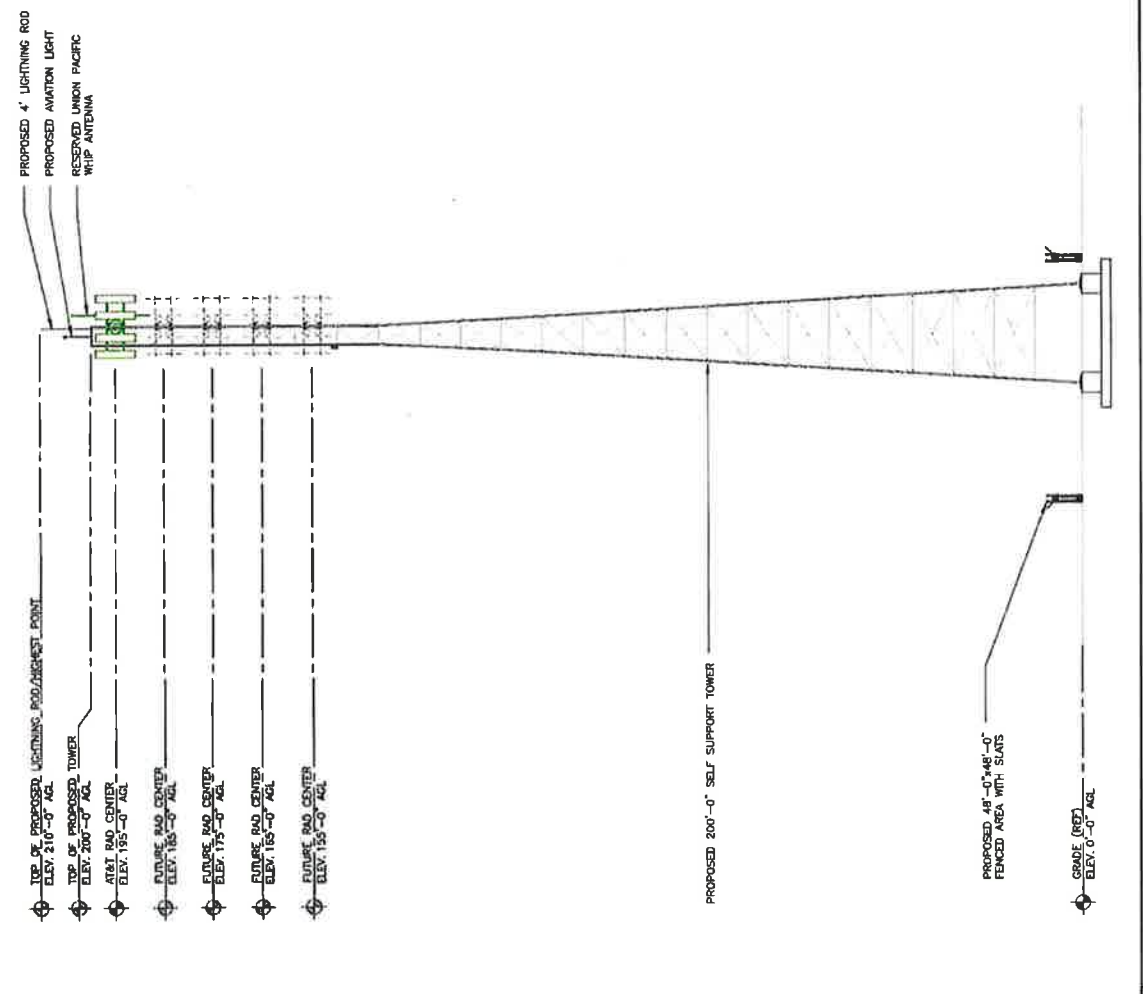 PROPOSED 4' LIGHTNING ROD
PROPOSED AVIATION LIGHT
RESERVED UNION PACIFIC
WHIP ANTENNA
TOP OF PROPOSED LIGHTNING ROD/HIGHEST POINT
ELEV. 210'-0" AGL
TOP OF PROPOSED TOWER
ELEV. 200'-0" AGL
AT&T RAD CENTER
ELEV. 195'-0" AGL
FUTURE RAD CENTER
ELEV. 185'-0" AGL
FUTURE RAD CENTER
ELEV. 175'-0" AGL
FUTURE RAD CENTER
ELEV. 165'-0" AGL
FUTURE RAD CENTER
ELEV. 155'-0" AGL
PROPOSED 200'-0" SELF SUPPORT TOWER
PROPOSED 48'-0"x48'-0"
FENCED AREA WITH SLATS
GRADE (REF)
ELEV. 0'-0" AGL